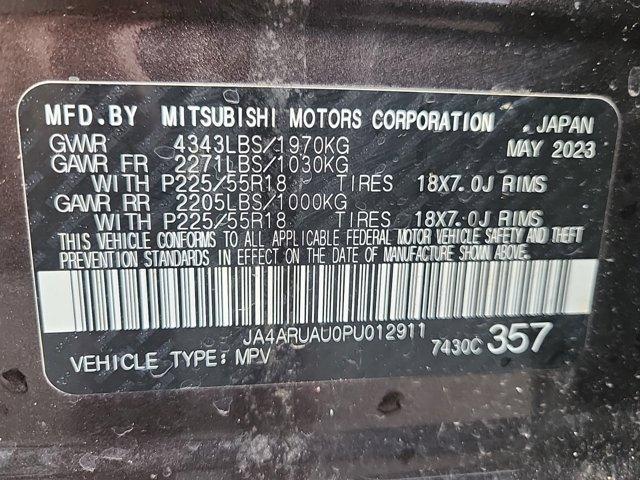 MFD.BY MITSUBISHI MOTORS CORPORATION JAPAN
GVWR 4343LBS/1970KG MAY 2023
GAWR FR 2271LBS/1030KG
WITH P225/55R18 TIRES 18X7.0J RIMS
GAWR RR 2205LBS/1000KG
WITH P225/55R18 TIRES 18X7.0J RIMS
THIS VEHICLE CONFORMS TO ALL APPLICABLE FEDERAL MOTOR VEHICLE SAFETY AND THEFT
PREVENTION STANDARDS IN EFFECT ON THE DATE OF MANUFACTURE SHOWN ABOVE.
JA4ARUAU0PU012911
VEHICLE TYPE: MPV 7430C 357